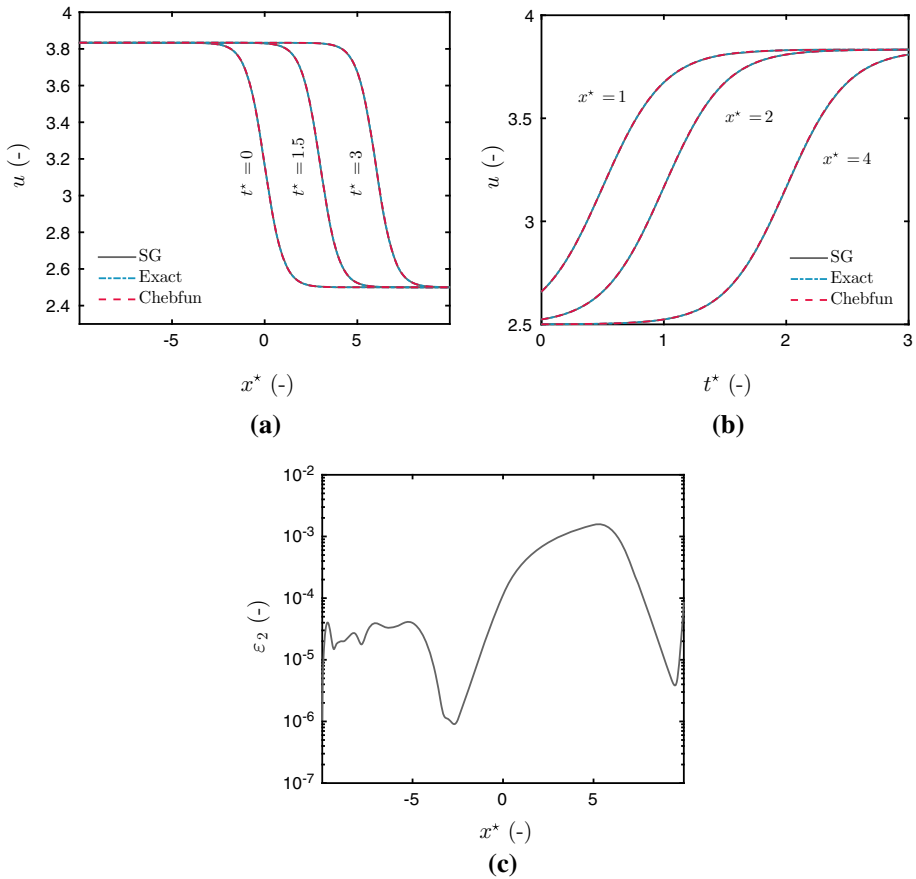 4
3.8
3.6
3.4
3.2
3
2.8
2.6
2.4
u (-)
t⋆ = 0
t⋆ = 1.5
t⋆ = 3
SG
Exact
Chebfun
-5
0
5
x⋆ (-)
(a)
4
3.5
3
2.5
u (-)
x⋆ = 1
x⋆ = 2
x⋆ = 4
SG
Exact
Chebfun
0
1
2
3
t⋆ (-)
(b)
10⁻²
10⁻³
10⁻⁴
10⁻⁵
10⁻⁶
10⁻⁷
ε₂ (-)
-5
0
5
x⋆ (-)
(c)